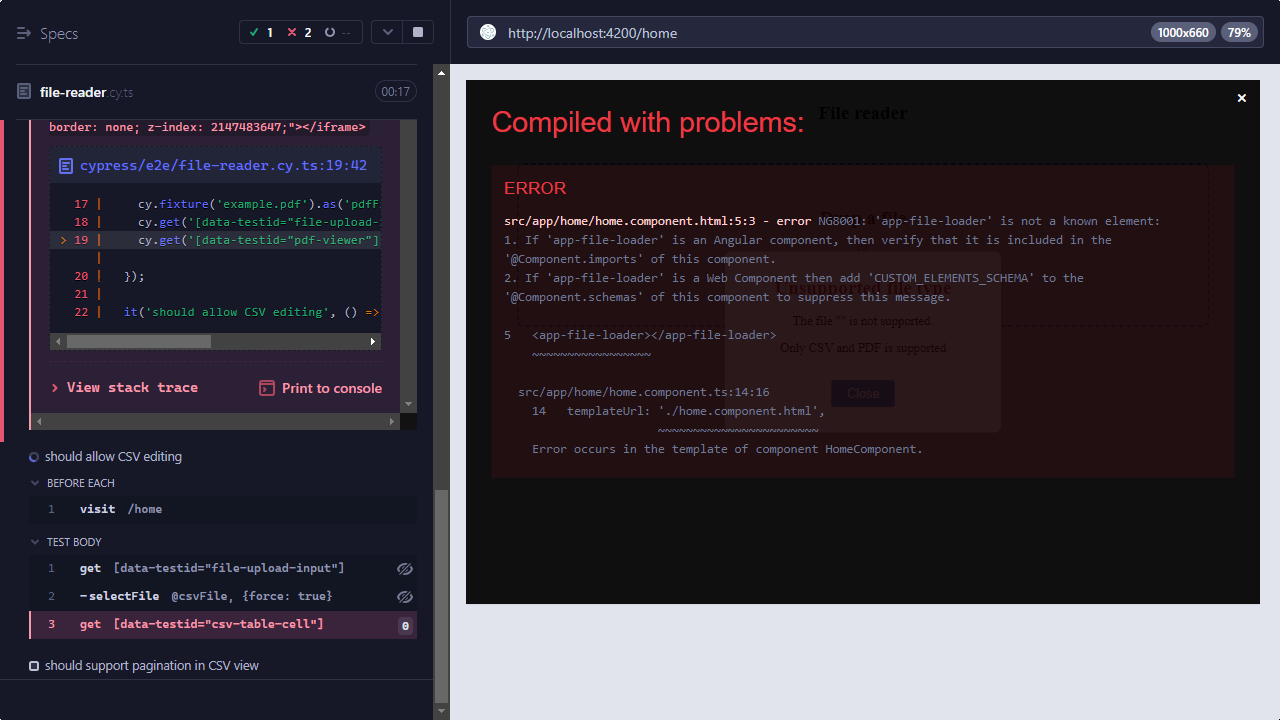 Specs
1 2 --
http://localhost:4200/home
1000x660 79%
file-reader.cy.ts
00:17
border: none; z-index: 2147483647;"></iframe>
cypress/e2e/file-reader.cy.ts:19:42
17 | cy.fixture('example.pdf').as('pdfF
18 | cy.get('[data-testid="file-upload-
> 19 | cy.get('[data-testid="pdf-viewer"]
|
20 | });
21 |
22 | it('should allow CSV editing', () =>
> View stack trace
Print to console
should allow CSV editing
BEFORE EACH
1 visit /home
TEST BODY
1 get [data-testid="file-upload-input"]
2 -selectFile @csvFile, {force: true}
3 get [data-testid="csv-table-cell"] 0
should support pagination in CSV view
File reader
Compiled with problems:
×
ERROR
src/app/home/home.component.html:5:3 - error NG8001: 'app-file-loader' is not a known element:
1. If 'app-file-loader' is an Angular component, then verify that it is included in the
'@Component.imports' of this component.
2. If 'app-file-loader' is a Web Component then add 'CUSTOM_ELEMENTS_SCHEMA' to the
'@Component.schemas' of this component to suppress this message.
Unsupported file type
The file "" is not supported.
Only CSV and PDF is supported
Close
5 <app-file-loader></app-file-loader>
~~~~~~~~~~~~~~~~~
src/app/home/home.component.ts:14:16
14 templateUrl: './home.component.html',
~~~~~~~~~~~~~~~~~~~~~~~
Error occurs in the template of component HomeComponent.